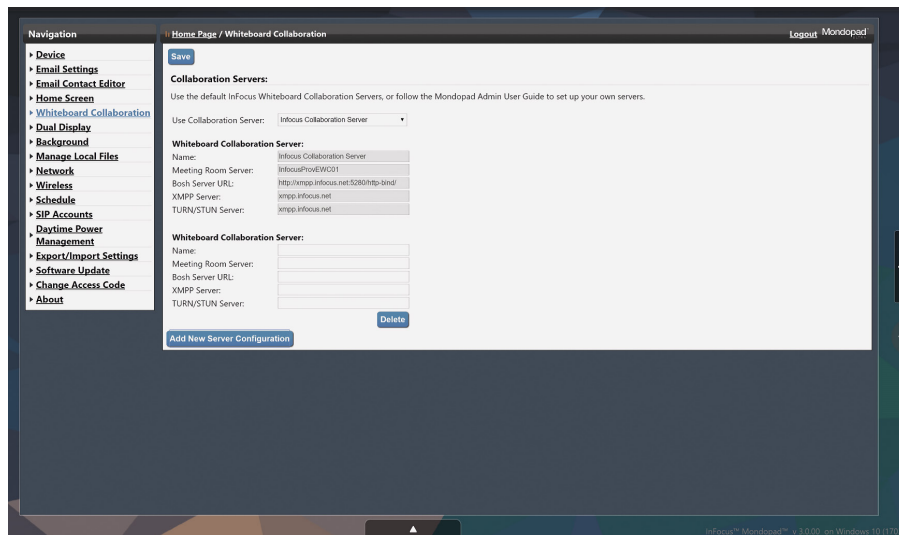 Navigation
Home Page / Whiteboard Collaboration
Logout Mondopad
Device
Email Settings
Email Contact Editor
Home Screen
Whiteboard Collaboration
Dual Display
Background
Manage Local Files
Network
Wireless
Schedule
SIP Accounts
Daytime Power
Management
Export/Import Settings
Software Update
Change Access Code
About
Save
Collaboration Servers:
Use the default InFocus Whiteboard Collaboration Servers, or follow the Mondopad Admin User Guide to set up your own servers.
Use Collaboration Server: Infocus Collaboration Server
Whiteboard Collaboration Server:
Name: Infocus Collaboration Server
Meeting Room Server: InfocusProvEWC01
Bosh Server URL: http://xmpp.infocus.net:5280/http-bind/
XMPP Server: xmpp.infocus.net
TURN/STUN Server: xmpp.infocus.net
Whiteboard Collaboration Server:
Name:
Meeting Room Server:
Bosh Server URL:
XMPP Server:
TURN/STUN Server:
Delete
Add New Server Configuration
InFocus™ Mondopad™ v 3.0.00 on Windows 10 (170